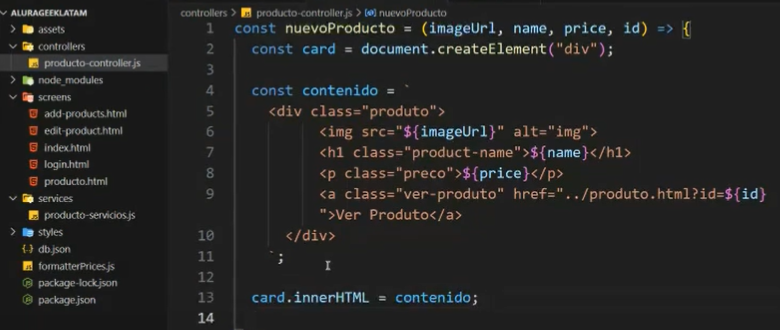 ALURAGEEKLATAM
assets
controllers
producto-controller.js
node_modules
screens
add-products.html
edit-product.html
index.html
login.html
producto.html
services
producto-servicios.js
styles
db.json
formatterPrices.js
package-lock.json
package.json
controllers > producto-controller.js > nuevoProducto
1 const nuevoProducto = (imageUrl, name, price, id) => {
2 const card = document.createElement("div");
3
4 const contenido = `
5 <div class="produto">
6 <img src="${imageUrl}" alt="img">
7 <h1 class="product-name">${name}</h1>
8 <p class="preco">${price}</p>
9 <a class="ver-produto" href="../produto.html?id=${id}
">Ver Produto</a>
10 </div>
11 `;
12
13 card.innerHTML = contenido;
14